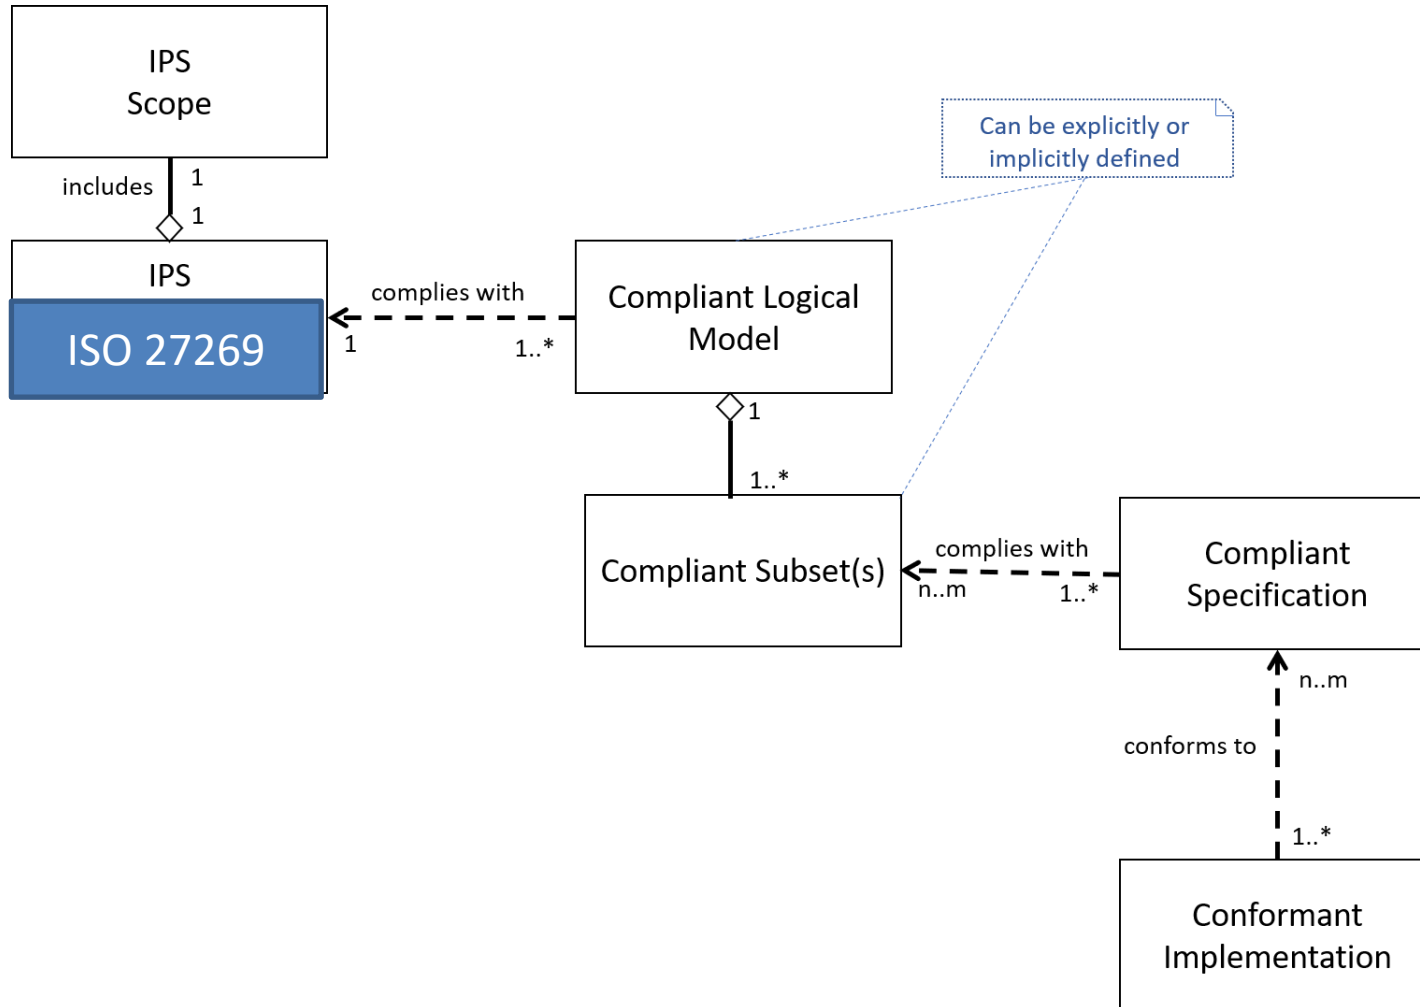 IPS
Scope
includes
1
1
IPS
ISO 27269
complies with
1
1..*
Can be explicitly or
implicitly defined
Compliant Logical
Model
1
1..*
Compliant Subset(s)
complies with
n..m
1..*
Compliant
Specification
n..m
conforms to
1..*
Conformant
Implementation